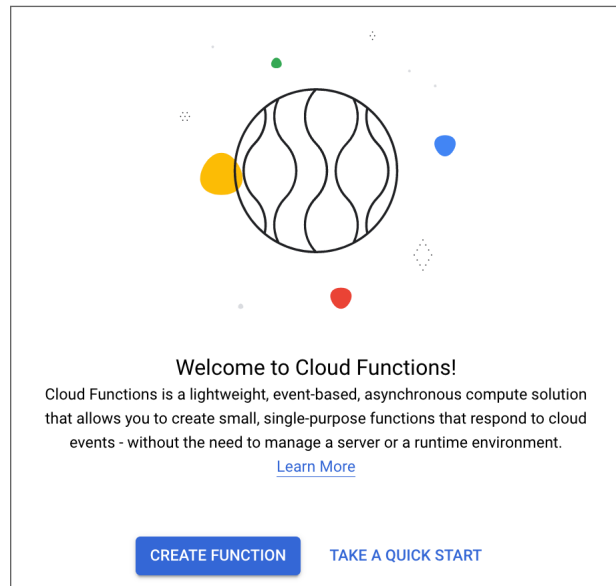 Welcome to Cloud Functions!
Cloud Functions is a lightweight, event-based, asynchronous compute solution
that allows you to create small, single-purpose functions that respond to cloud
events - without the need to manage a server or a runtime environment.
Learn More
CREATE FUNCTION TAKE A QUICK START